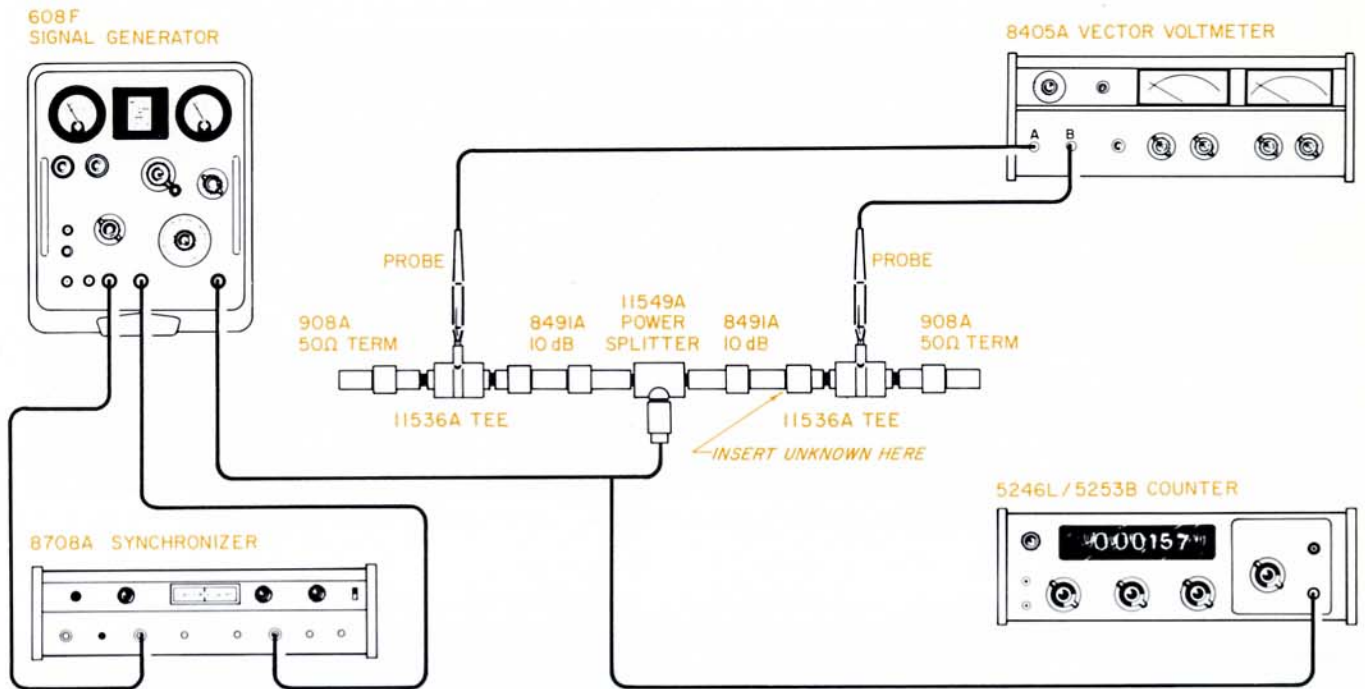 608F
SIGNAL GENERATOR
8405A VECTOR VOLTMETER
A B
PROBE
PROBE
908A
50Ω TERM
8491A
10 dB
11549A
POWER
SPLITTER
8491A
10 dB
908A
50Ω TERM
11536A TEE
11536A TEE
INSERT UNKNOWN HERE
5246L/5253B COUNTER
000157
8708A SYNCHRONIZER